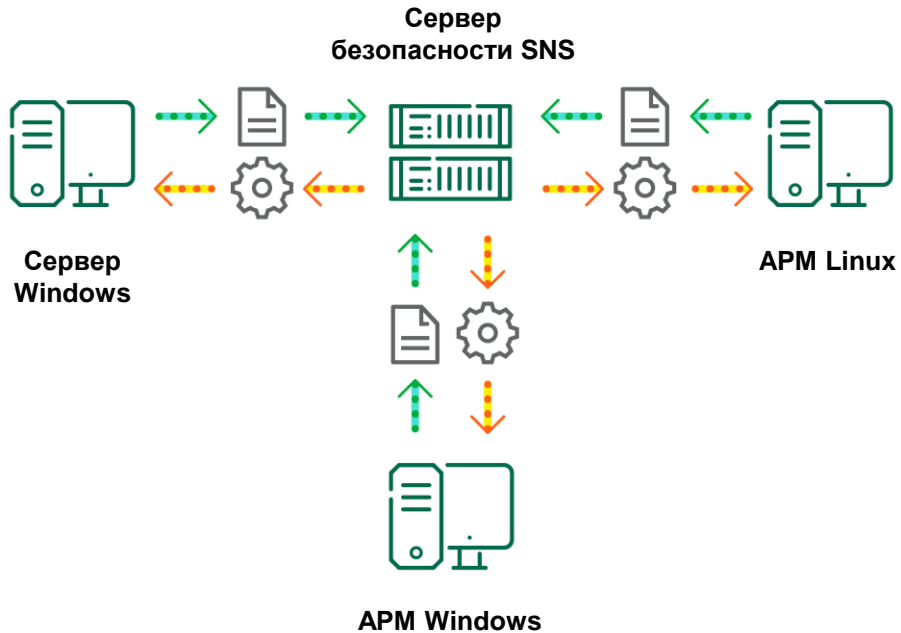 Сервер
безопасности SNS
Сервер
Windows
АРМ Linux
АРМ Windows